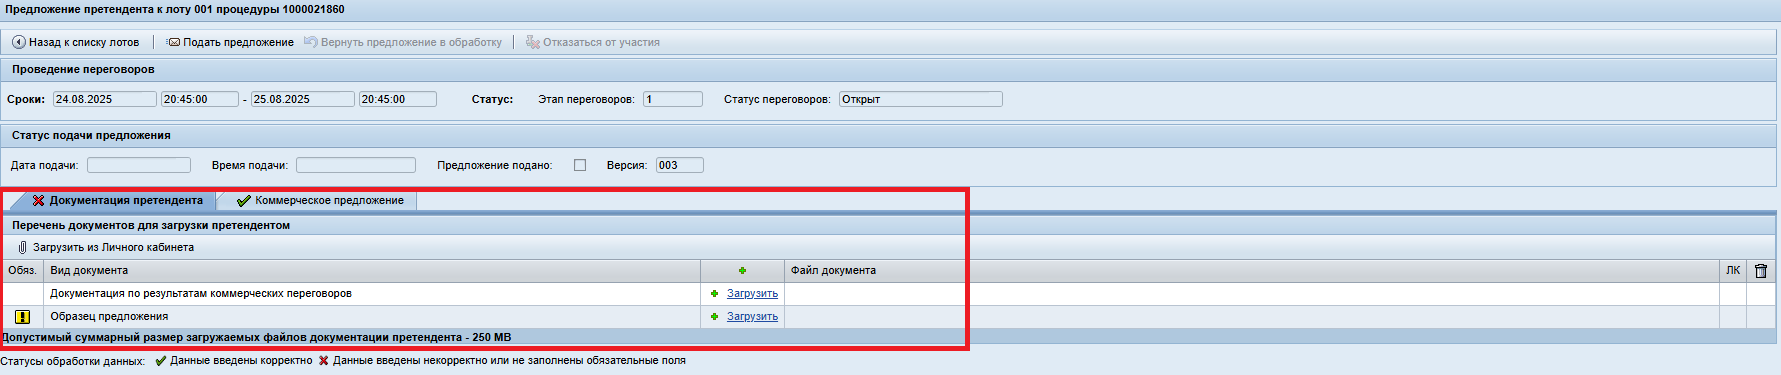 Предложение претендента к лоту 001 процедуры 1000021860
Назад к списку лотов Подать предложение Вернуть предложение в обработку Отказаться от участия
Проведение переговоров
Сроки: 24.08.2025 20:45:00 - 25.08.2025 20:45:00 Статус: Этап переговоров: 1 Статус переговоров: Открыт
Статус подачи предложения
Дата подачи: Время подачи: Предложение подано: Версия: 003
Документация претендента Коммерческое предложение
Перечень документов для загрузки претендентом
Загрузить из Личного кабинета
Обяз. Вид документа Файл документа ЛК
Документация по результатам коммерческих переговоров Загрузить
Образец предложения Загрузить
Допустимый суммарный размер загружаемых файлов документации претендента - 250 MB
Статусы обработки данных: Данные введены корректно Данные введены некорректно или не заполнены обязательные поля